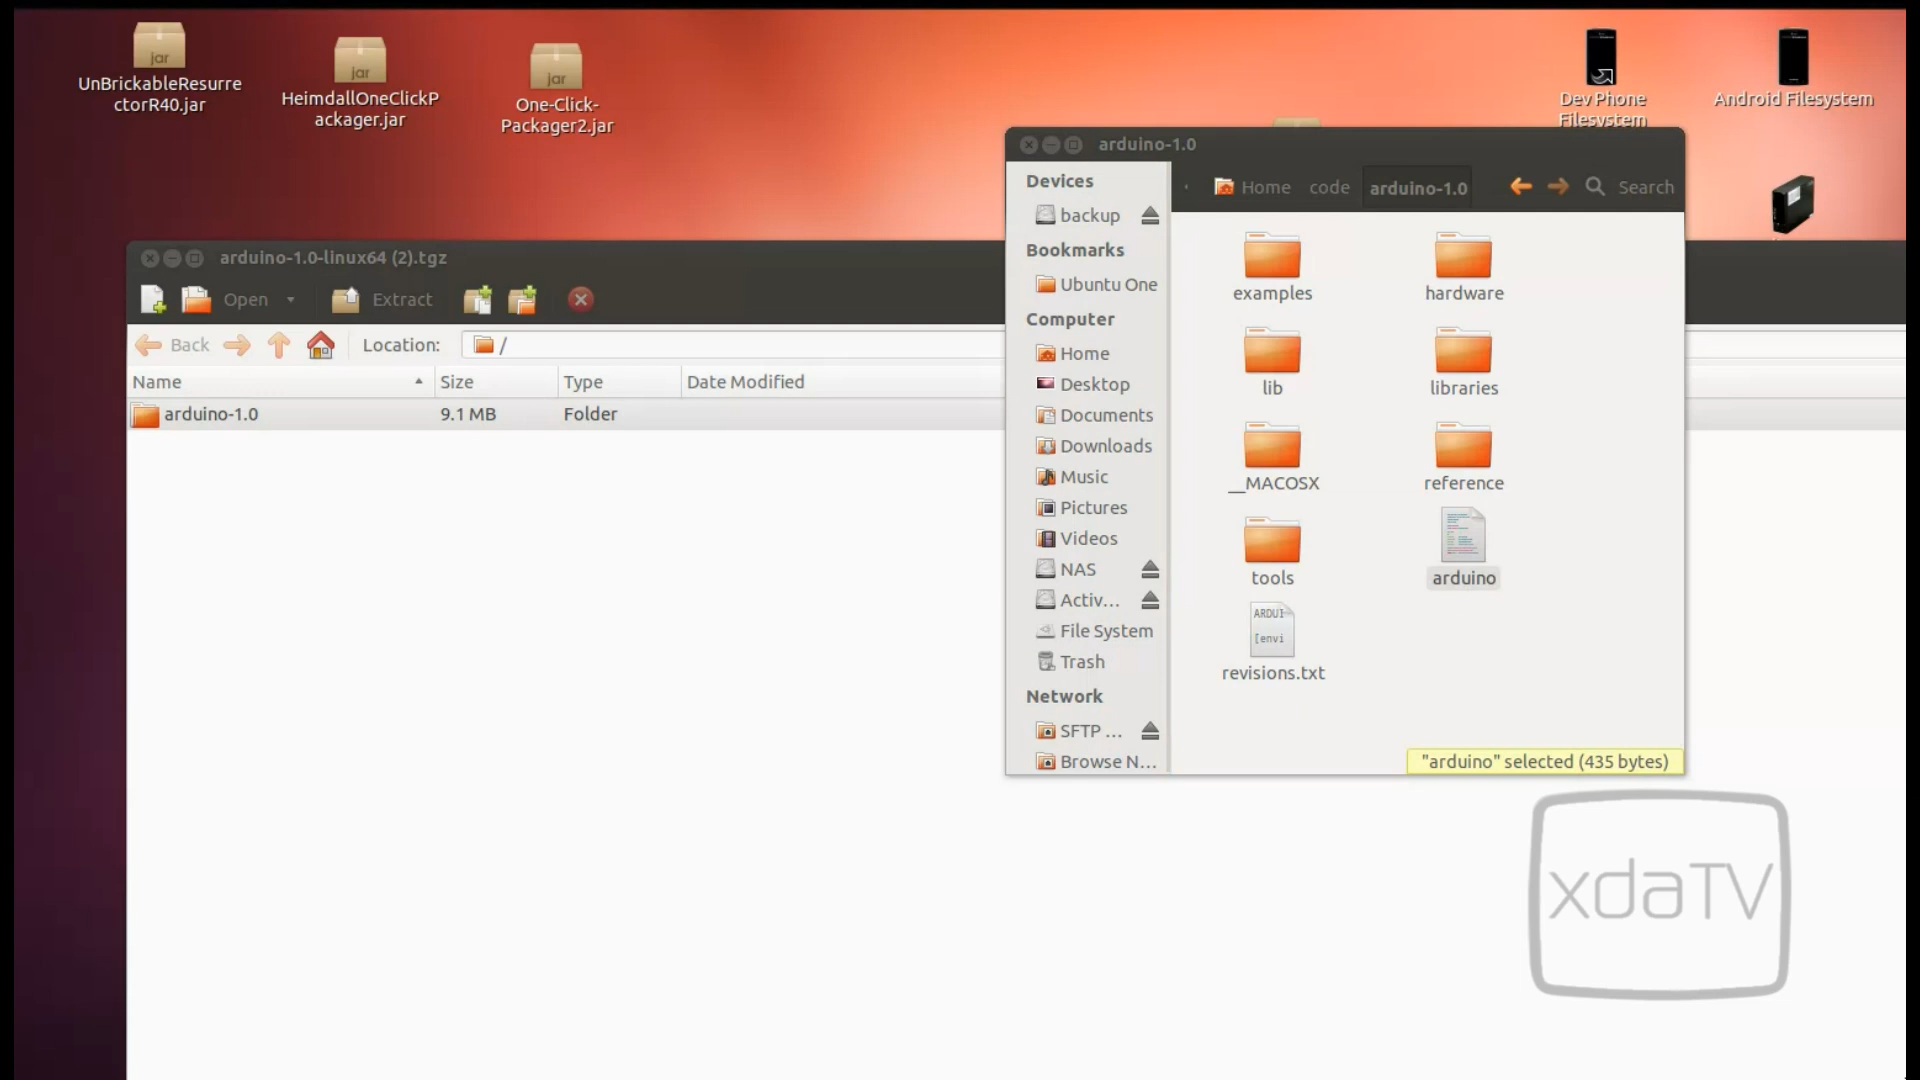 jar
UnBrickableResurre
ctorR40.jar
jar
HeimdallOneClickP
ackager.jar
jar
One-Click-
Packager2.jar
Dev Phone
Filesystem
Android Filesystem
arduino-1.0-linux64 (2).tgz
Open
Extract
Back
Location:
/
Name
Size
Type
Date Modified
arduino-1.0
9.1 MB
Folder
arduino-1.0
Devices
backup
Bookmarks
Ubuntu One
Computer
Home
Desktop
Documents
Downloads
Music
Pictures
Videos
NAS
Activ...
File System
Trash
Network
SFTP ...
Browse N...
Home
code
arduino-1.0
Search
examples
hardware
lib
libraries
__MACOSX
reference
tools
arduino
ARDUI
[envi
revisions.txt
"arduino" selected (435 bytes)
xdaTV